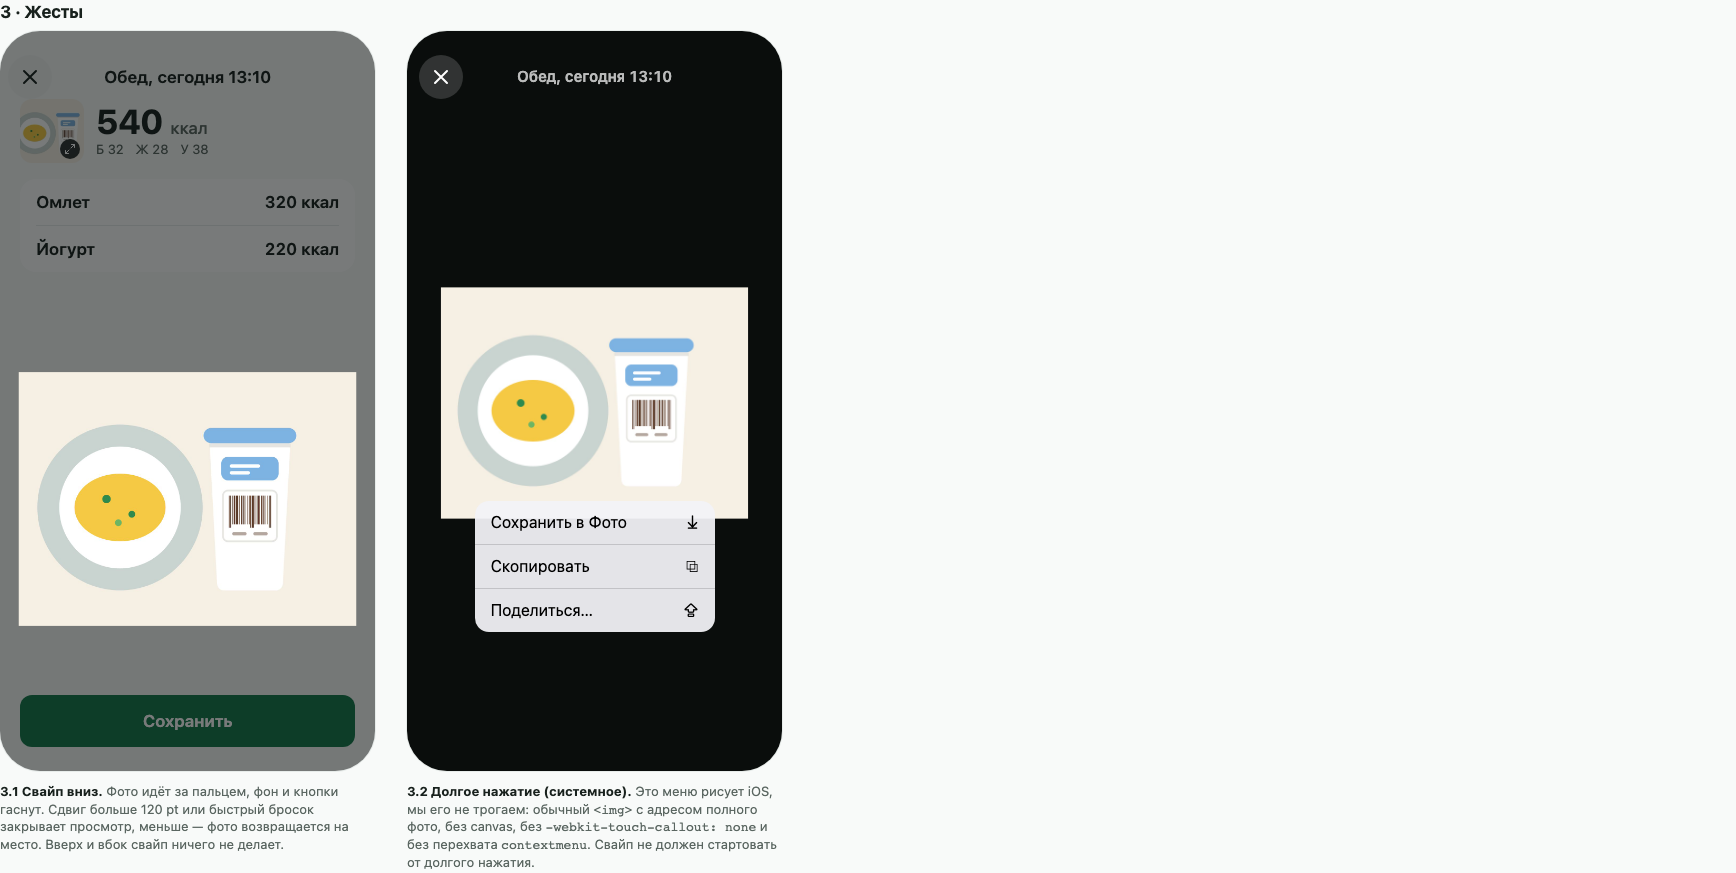 3 · Жесты
Обед, сегодня 13:10
540 ккал
Б 32 Ж 28 У 38
Омлет 320 ккал
Йогурт 220 ккал
Сохранить
3.1 Свайп вниз. Фото идёт за пальцем, фон и кнопки
гаснут. Сдвиг больше 120 pt или быстрый бросок
закрывает просмотр, меньше — фото возвращается на
место. Вверх и вбок свайп ничего не делает.
Обед, сегодня 13:10
Сохранить в Фото
Скопировать
Поделиться...
3.2 Долгое нажатие (системное). Это меню рисует iOS,
мы его не трогаем: обычный <img> с адресом полного
фото, без canvas, без -webkit-touch-callout: none и
без перехвата contextmenu. Свайп не должен стартовать
от долгого нажатия.